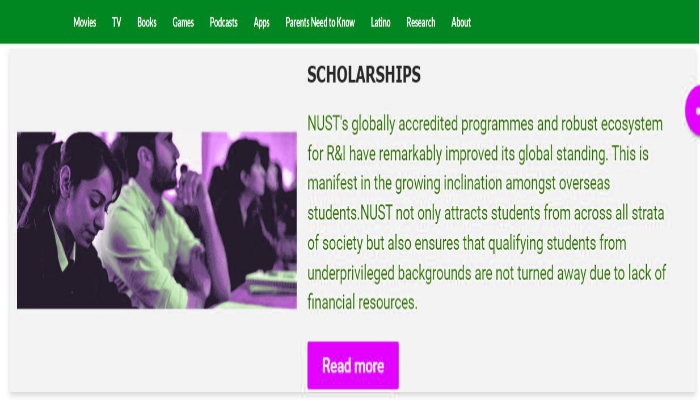 Movies TV Books Games Podcasts Apps Parents Need to Know Latino Research About
SCHOLARSHIPS
NUST's globally accredited programmes and robust ecosystem
for R&I have remarkably improved its global standing. This is
manifest in the growing inclination amongst overseas
students.NUST not only attracts students from across all strata
of society but also ensures that qualifying students from
underprivileged backgrounds are not turned away due to lack of
financial resources.
Read more